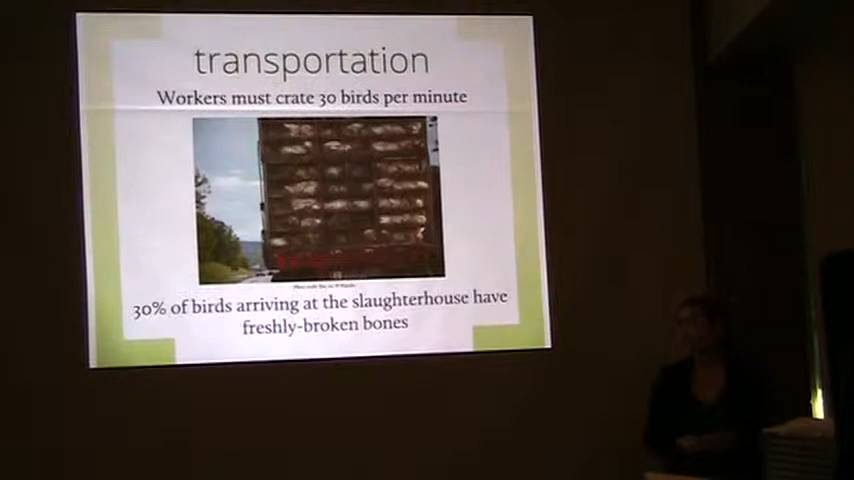 transportation
Workers must crate 30 birds per minute
30% of birds arriving at the slaughterhouse have
freshly-broken bones